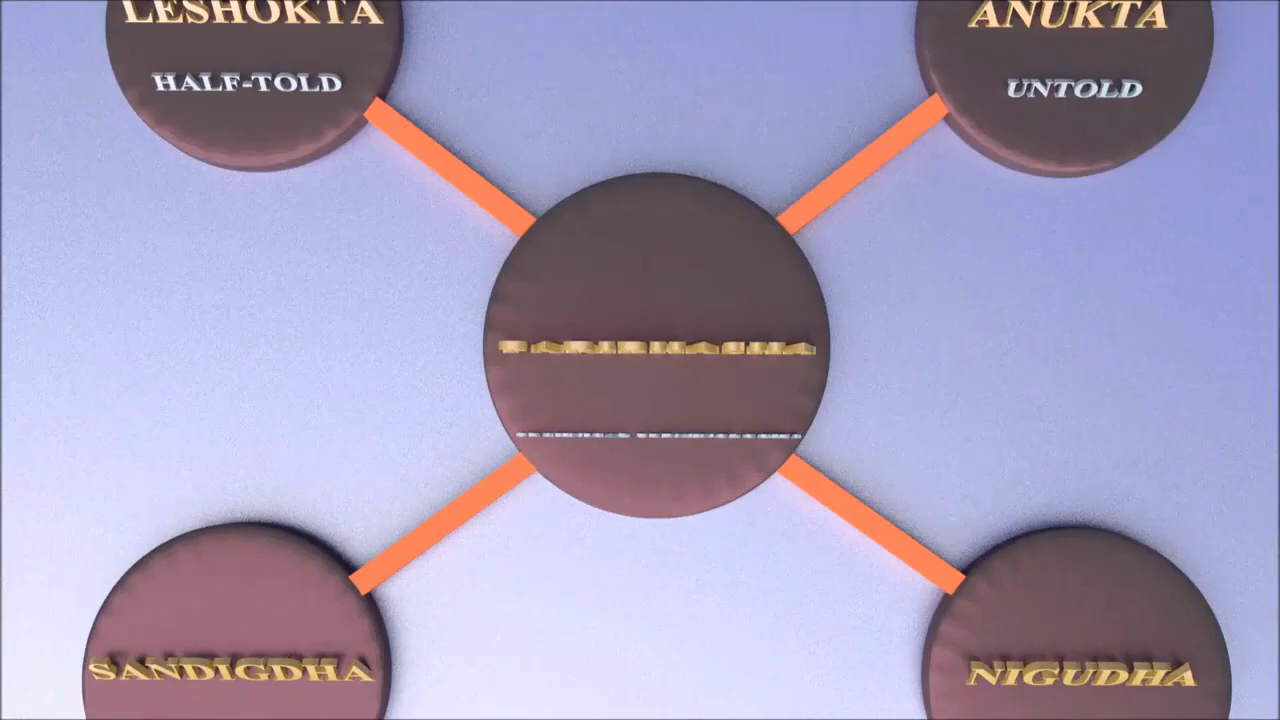 LESHOKTA
HALF-TOLD
ANUKTA
UNTOLD
SANDIGDHA
NIGUDHA